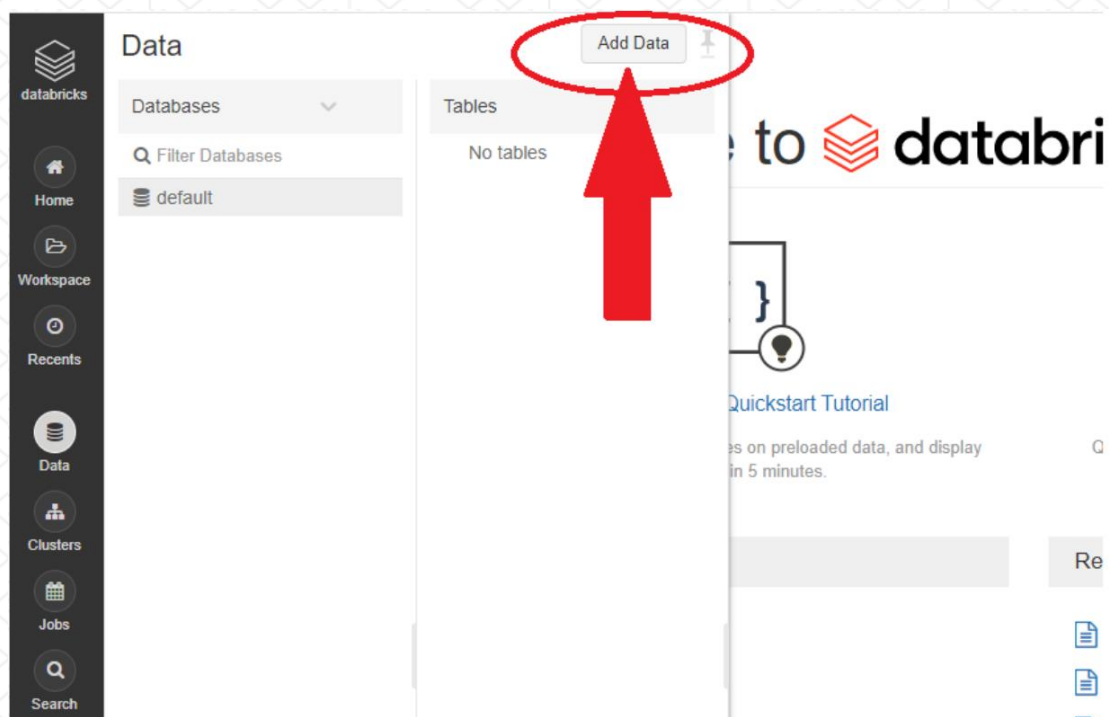 databricks
Home
Workspace
Recents
Data
Clusters
Jobs
Search
Data
Add Data
Databases
Filter Databases
default
Tables
No tables
to databri
{ }
Quickstart Tutorial
on preloaded data, and display
in 5 minutes.
Re